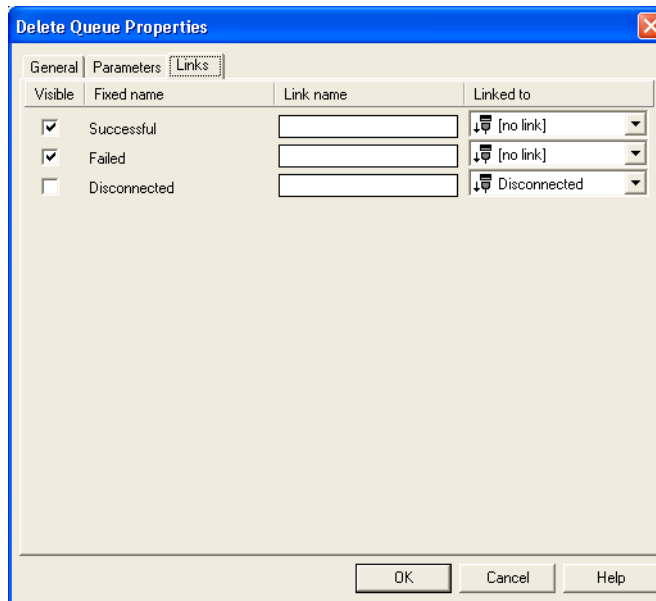 Delete Queue Properties
General Parameters Links
Visible Fixed name Link name Linked to
Successful [no link]
Failed [no link]
Disconnected Disconnected
OK Cancel Help